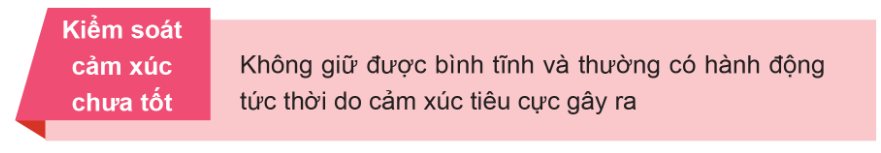 Kiểm soát
cảm xúc
chưa tốt
Không giữ được bình tĩnh và thường có hành động
tức thời do cảm xúc tiêu cực gây ra